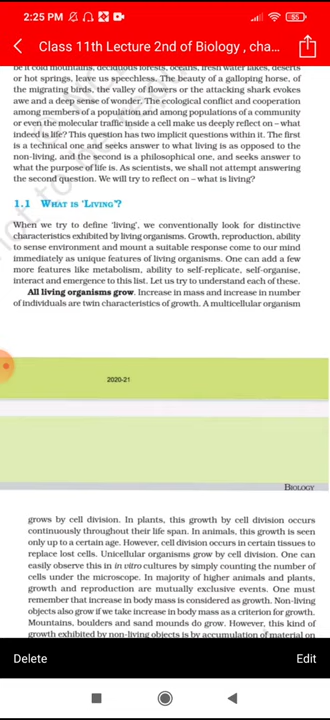 2:25 PM
Class 11th Lecture 2nd of Biology , cha...
be it cold mountains, deciduous forests, oceans, fresh water lakes, deserts
or hot springs, leave us speechless. The beauty of a galloping horse, of
the migrating birds, the valley of flowers or the attacking shark evokes
awe and a deep sense of wonder. The ecological conflict and cooperation
among members of a population and among populations of a community
or even the molecular traffic inside a cell make us deeply reflect on – what
indeed is life? This question has two implicit questions within it. The first
is a technical one and seeks answer to what living is as opposed to the
non-living, and the second is a philosophical one, and seeks answer to
what the purpose of life is. As scientists, we shall not attempt answering
the second question. We will try to reflect on – what is living?
1.1 WHAT IS 'LIVING'?
When we try to define 'living', we conventionally look for distinctive
characteristics exhibited by living organisms. Growth, reproduction, ability
to sense environment and mount a suitable response come to our mind
immediately as unique features of living organisms. One can add a few
more features like metabolism, ability to self-replicate, self-organise,
interact and emergence to this list. Let us try to understand each of these.
All living organisms grow. Increase in mass and increase in number
of individuals are twin characteristics of growth. A multicellular organism
2020-21
BIOLOGY
grows by cell division. In plants, this growth by cell division occurs
continuously throughout their life span. In animals, this growth is seen
only up to a certain age. However, cell division occurs in certain tissues to
replace lost cells. Unicellular organisms grow by cell division. One can
easily observe this in in vitro cultures by simply counting the number of
cells under the microscope. In majority of higher animals and plants,
growth and reproduction are mutually exclusive events. One must
remember that increase in body mass is considered as growth. Non-living
objects also grow if we take increase in body mass as a criterion for growth.
Mountains, boulders and sand mounds do grow. However, this kind of
growth exhibited by non-living objects is by accumulation of material on
Delete
Edit